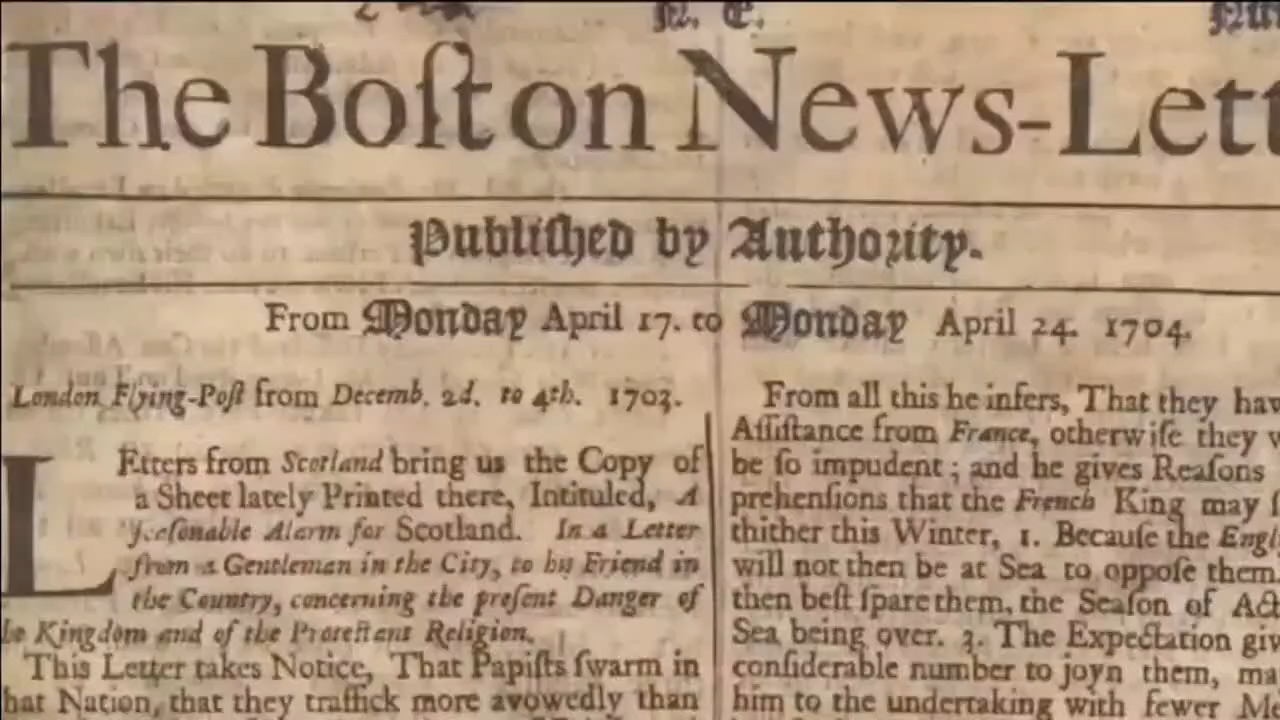 N. E.
The Boſton News-Lett
Publiſhed by Authority.
From Monday April 17. to Monday April 24. 1704.
London Flying-Poſt from Decemb. 2d. to 4th. 1703.
LEtters from Scotland bring us the Copy of
a Sheet lately Printed there, Intituled, A
ſeaſonable Alarm for Scotland. In a Letter
from a Gentleman in the City, to his Friend in
the Country, concerning the preſent Danger of
he Kingdom and of the Proteſtant Religion.
This Letter takes Notice, That Papiſts ſwarm in
hat Nation, that they traffick more avowedly than
From all this he infers, That they hav
Aſſiſtance from France, otherwiſe they
be ſo impudent; and he gives Reaſons
prehenſions that the French King may ſ
thither this Winter, 1. Becauſe the Engl
will not then be at Sea to oppoſe them.
then beſt ſpare them, the Seaſon of Act
Sea being over. 3. The Expectation giv
conſiderable number to joyn them, ma
him to the undertaking with fewer Me